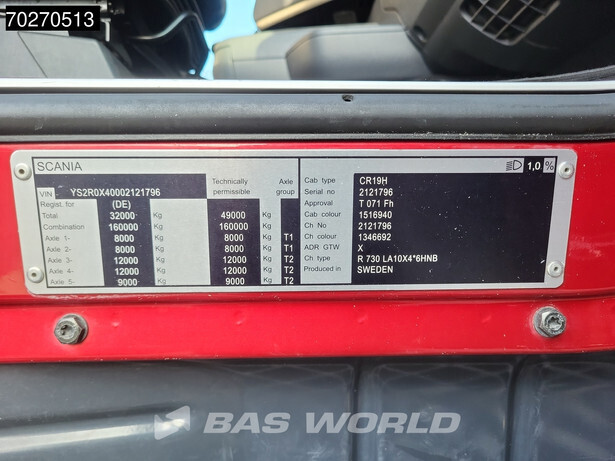 70270513
SCANIA
1,0 %
VIN YS2R0X40002121796 Technically permissible Axle group
Regist. for (DE)
Total 32000 Kg 49000 Kg
Combination 160000 Kg 160000 Kg
Axle 1- 8000 Kg 8000 Kg T1
Axle 2- 8000 Kg 8000 Kg T1
Axle 3- 12000 Kg 12000 Kg T2
Axle 4- 12000 Kg 12000 Kg T2
Axle 5- 9000 Kg 9000 Kg T2
Cab type CR19H
Serial no 2121796
Approval T 071 Fh
Cab colour 1516940
Ch No 2121796
Ch. colour 1346692
ADR GTW X
Ch type R 730 LA10X4*6HNB
Produced in SWEDEN
BAS WORLD